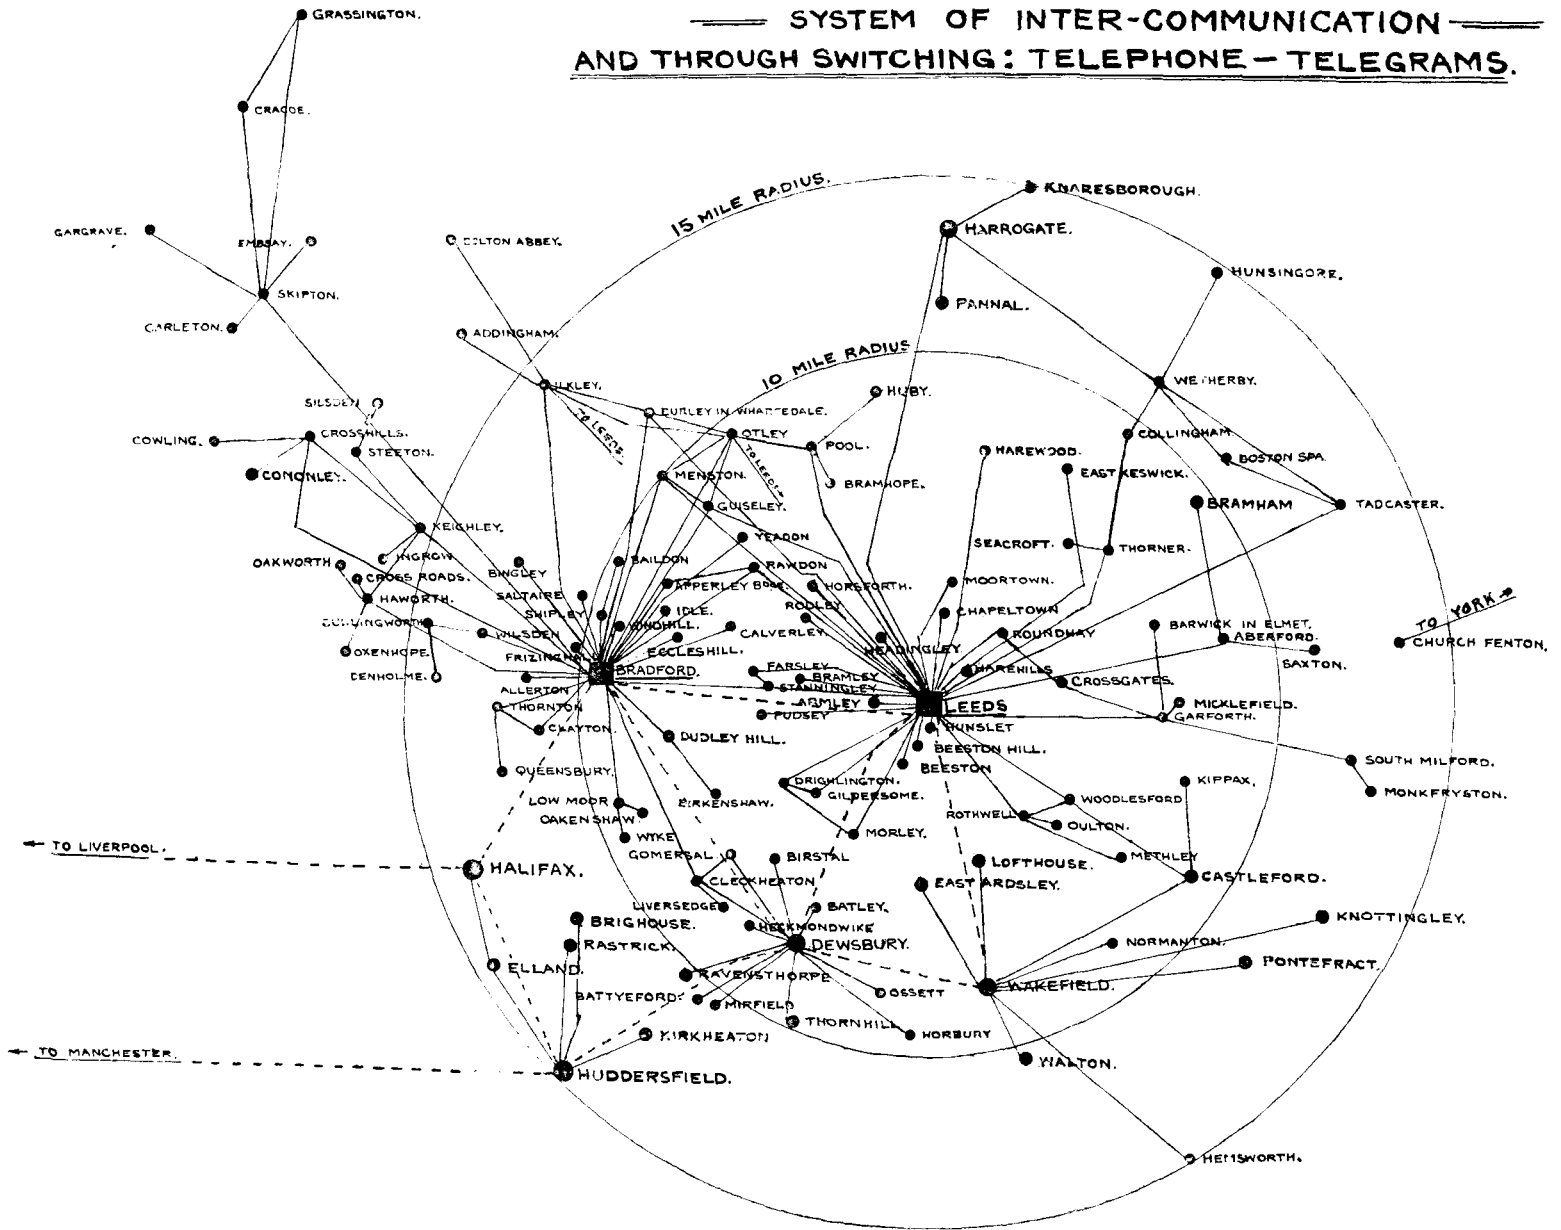 SYSTEM OF INTER-COMMUNICATION
AND THROUGH SWITCHING: TELEPHONE - TELEGRAMS.
GRASSINGTON.
CRACOE.
15 MILE RADIUS.
KNARESBOROUGH.
GARGRAVE.
EMBSAY.
BOLTON ABBEY.
HARROGATE.
HUNSINGORE.
SKIPTON.
PANNAL.
CARLETON.
ADDINGHAM.
10 MILE RADIUS
ILKLEY.
HUBY.
WETHERBY.
SILSDEN
BURLEY IN WHARFEDALE.
TO LEEDS.
COWLING.
CROSSHILLS.
OTLEY
POOL.
COLLINGHAM
STEETON.
HAREWOOD.
BOSTON SPA.
CONONLEY.
MENSTON.
TO LEEDS
BRAMHOPE.
EAST KESWICK.
GUISELEY.
BRAMHAM
TADCASTER.
KEIGHLEY.
YEADON
SEACROFT.
THORNER.
OAKWORTH
INGROW
BINGLEY
BAILDON
RAWDON
CROSS ROADS.
APPERLEY BDGE.
HORSFORTH.
MOORTOWN.
HAWORTH.
SALTAIRE
SHIPLEY
IDLE.
RODLEY
CHAPELTOWN
TO YORK
CULLINGWORTH
WILSDEN
WINDHILL.
CALVERLEY.
ROUNDHAY
BARWICK IN ELMET.
ABERFORD.
CHURCH FENTON.
OXENHOPE.
FRIZINGHALL
ECCLESHILL.
HEADINGLEY
SAXTON.
DENHOLME.
BRADFORD.
FARSLEY
BRAMLEY
HAREHILLS
CROSSGATES.
ALLERTON
STANNINGLEY
THORNTON
ARMLEY
LEEDS
MICKLEFIELD.
PUDSEY
GARFORTH.
CLAYTON.
DUDLEY HILL.
HUNSLET
BEESTON HILL.
QUEENSBURY.
BEESTON
SOUTH MILFORD.
DRIGHLINGTON.
KIPPAX.
LOW MOOR
BIRKENSHAW.
GILDERSOME.
WOODLESFORD
MONKFRYSTON.
OAKENSHAW
ROTHWELL
OULTON.
WYKE
MORLEY.
TO LIVERPOOL.
GOMERSAL.
BIRSTAL
LOFTHOUSE.
METHLEY
HALIFAX.
CLECKHEATON
EAST ARDSLEY.
CASTLEFORD.
LIVERSEDGE
BATLEY.
BRIGHOUSE.
HECKMONDWIKE
KNOTTINGLEY.
RASTRICK.
DEWSBURY.
NORMANTON.
ELLAND.
RAVENSTHORPE
PONTEFRACT.
BATTYEFORD.
OSSETT
WAKEFIELD.
MIRFIELD
THORNHILL
KIRKHEATON
HORBURY
TO MANCHESTER.
WALTON.
HUDDERSFIELD.
HEMSWORTH.